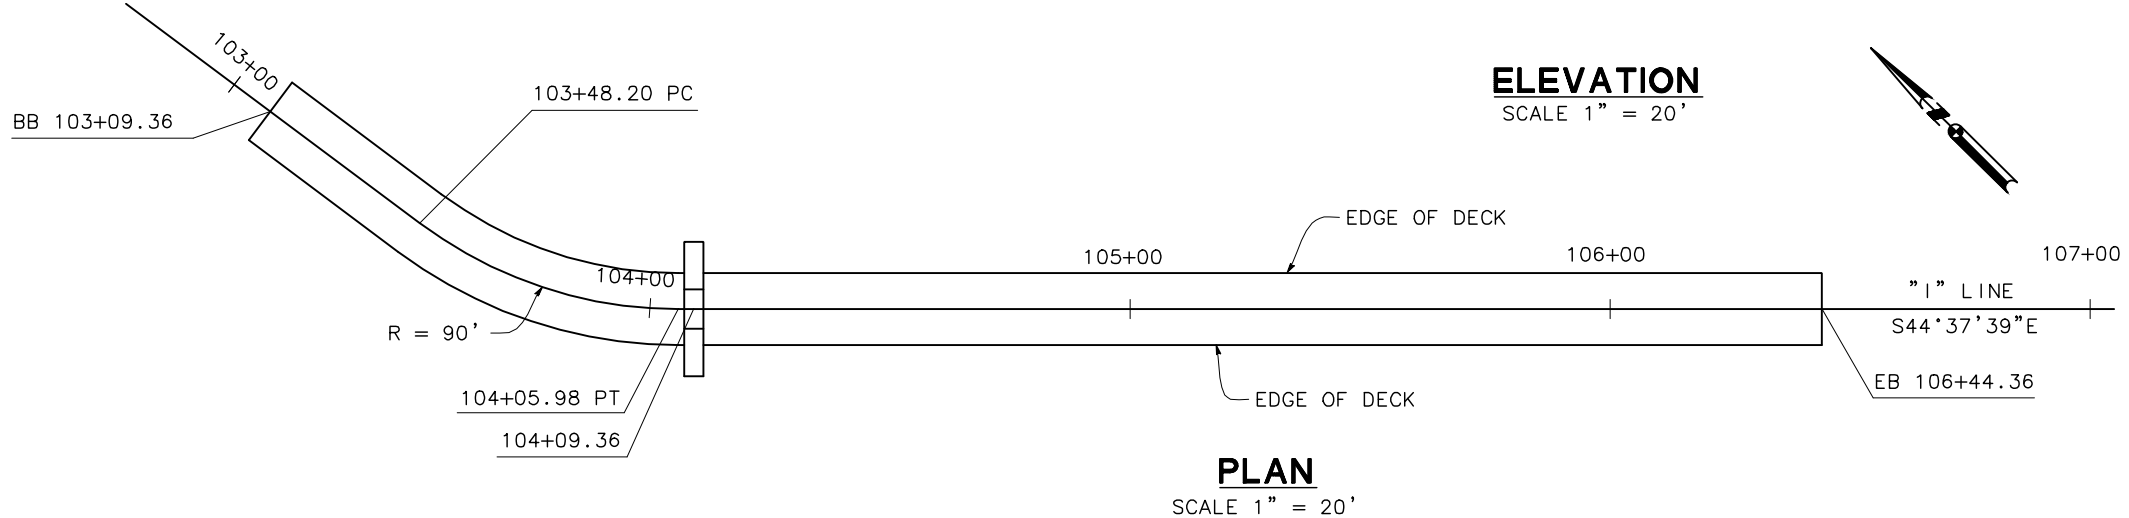 103+00
103+48.20 PC
BB 103+09.36
ELEVATION
SCALE 1" = 20'
N
EDGE OF DECK
104+00
105+00
106+00
107+00
"I" LINE
S44°37'39"E
R = 90'
104+05.98 PT
EDGE OF DECK
EB 106+44.36
104+09.36
PLAN
SCALE 1" = 20'